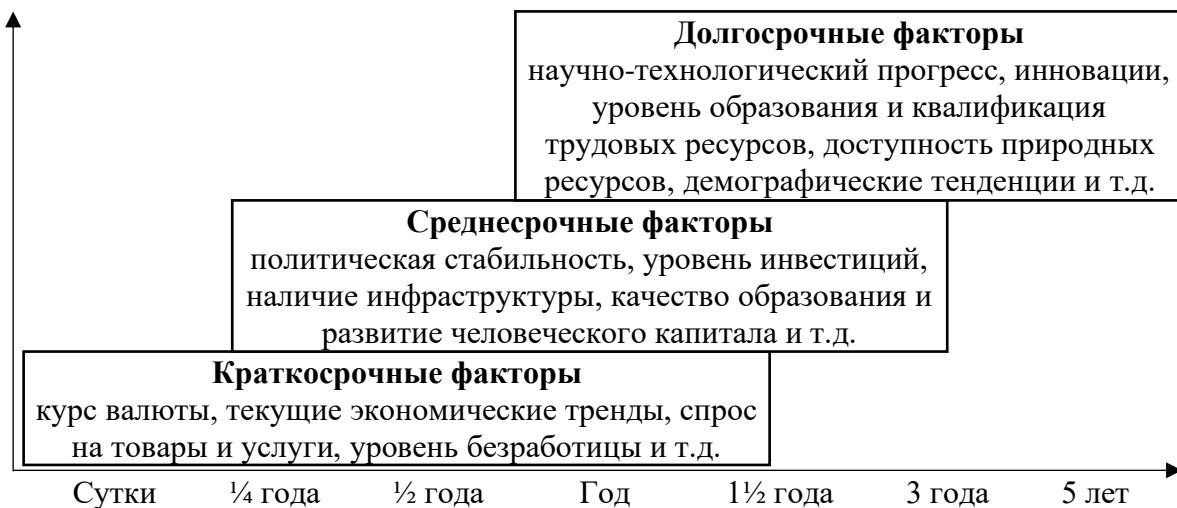 Долгосрочные факторы
научно-технологический прогресс, инновации,
уровень образования и квалификация
трудовых ресурсов, доступность природных
ресурсов, демографические тенденции и т.д.
Среднесрочные факторы
политическая стабильность, уровень инвестиций,
наличие инфраструктуры, качество образования и
развитие человеческого капитала и т.д.
Краткосрочные факторы
курс валюты, текущие экономические тренды, спрос
на товары и услуги, уровень безработицы и т.д.
Сутки ¼ года ½ года Год 1½ года 3 года 5 лет